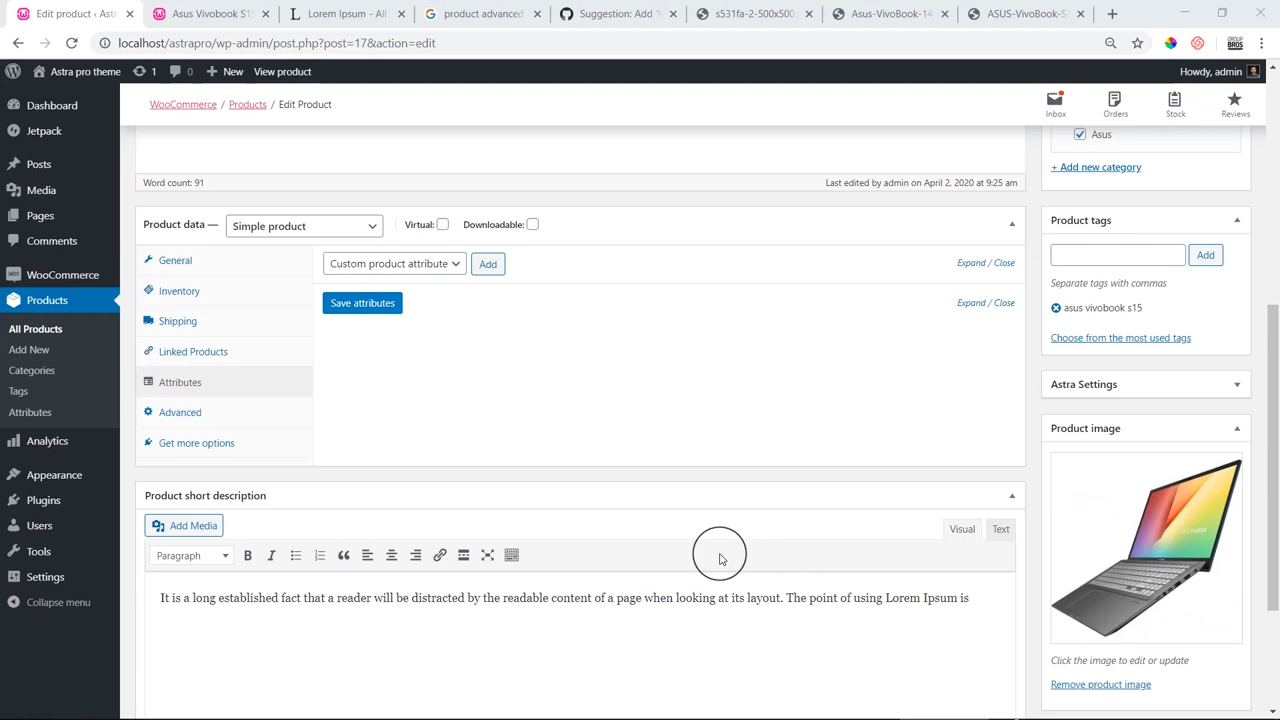 Edit product ‹ Astra
Asus Vivobook S15
Lorem Ipsum - All
product advanced
Suggestion: Add 'R
s531fa-2-300x300.
Asus-VivoBook-14
ASUS-VivoBook-S1
localhost/astrapro/wp-admin/post.php?post=17&action=edit
GROUP BROS
Astra pro theme
1
0
New
View product
Howdy, admin
Dashboard
Jetpack
Posts
Media
Pages
Comments
WooCommerce
Products
All Products
Add New
Categories
Tags
Attributes
Analytics
Appearance
Plugins
Users
Tools
Settings
Collapse menu
WooCommerce / Products / Edit Product
Inbox
Orders
Stock
Reviews
Word count: 91
Last edited by admin on April 2, 2020 at 9:25 am
Product data — Simple product Virtual: Downloadable:
General
Inventory
Shipping
Linked Products
Attributes
Advanced
Get more options
Custom product attribute Add Expand / Close
Save attributes Expand / Close
Product short description
Add Media
Visual Text
Paragraph B I
It is a long established fact that a reader will be distracted by the readable content of a page when looking at its layout. The point of using Lorem Ipsum is
Asus
+ Add new category
Product tags
Add
Separate tags with commas
asus vivobook s15
Choose from the most used tags
Astra Settings
Product image
Click the image to edit or update
Remove product image